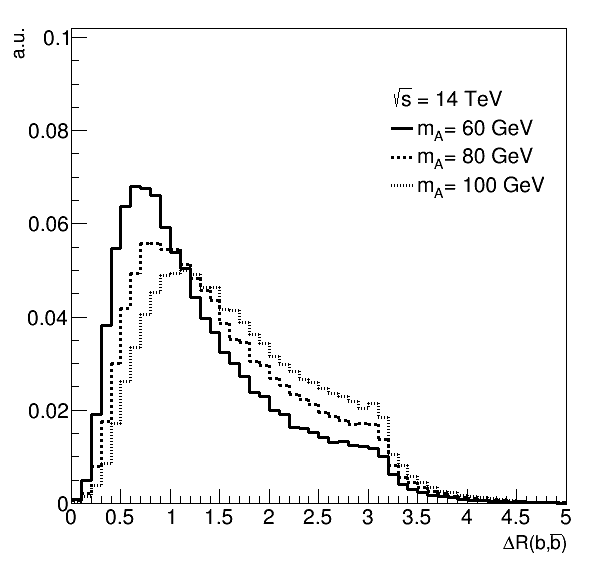 a.u.
0.1
0.08
0.06
0.04
0.02
0
√s = 14 TeV
m_A= 60 GeV
m_A= 80 GeV
m_A= 100 GeV
0 0.5 1 1.5 2 2.5 3 3.5 4 4.5 5
ΔR(b,b̅)